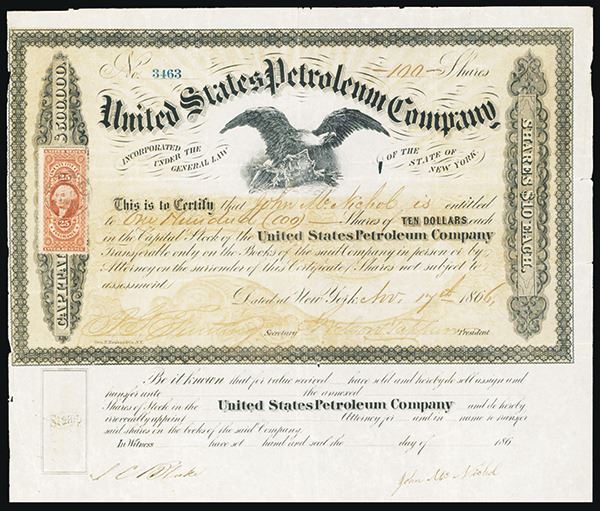 No. 3463 100 Shares
United States Petroleum Company
INCORPORATED THE UNDER THE GENERAL LAW OF THE STATE OF NEW YORK.
CAPITAL $500000.
SHARES $10 EACH
25 25
This is to Certify that John McNichol is entitled
to One Hundred (100) Shares of TEN DOLLARS each
in the Capital Stock of the United States Petroleum Company
Transferable only on the Books of the said Company in person or by
Attorney on the surrender of this Certificate. Shares not subject to
assessment.
Dated at New York Nov. 17th 1866
Secretary President
Be it known that for value received have sold and hereby do sell assign and
transfer unto the annexed
Shares of Stock in the United States Petroleum Company and do hereby
irrevocably appoint Attorney for and in name to transfer
said shares on the books of the said Company.
In Witness have set hand and seal the day of 186
S C Blake John McNichol